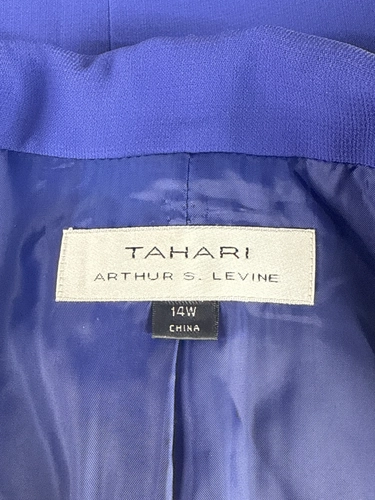 TAHARI
ARTHUR S. LEVINE
14W
CHINA